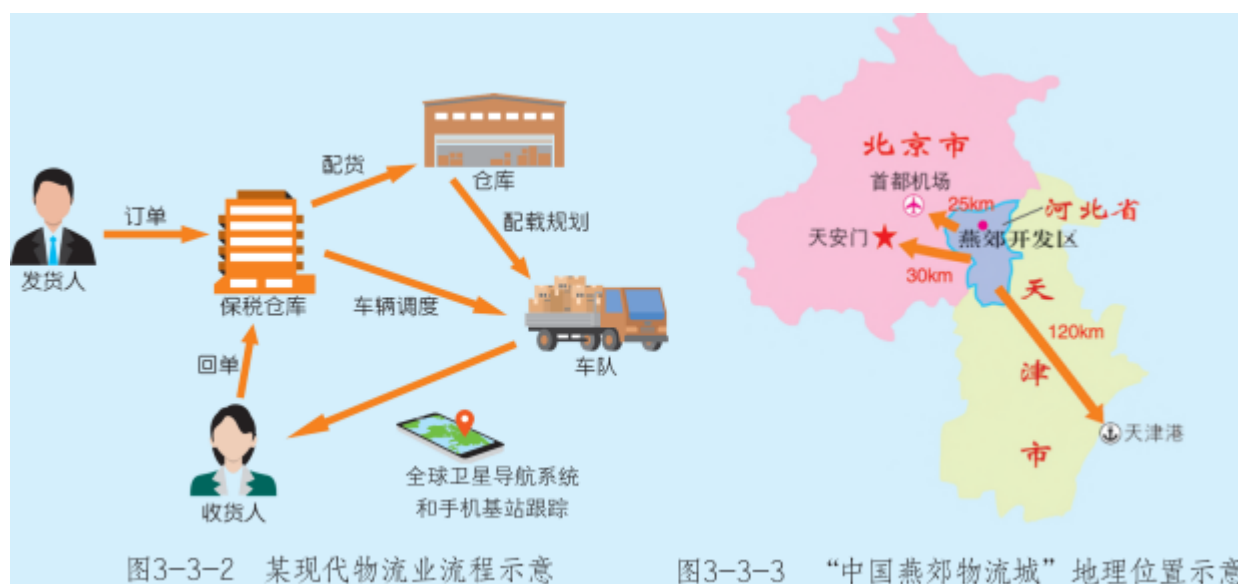 发货人
订单
保税仓库
配货
仓库
配载规划
车辆调度
车队
回单
收货人
全球卫星导航系统
和手机基站跟踪
图3-3-2 某现代物流业流程示意
北京市
首都机场
25km
河北省
天安门
燕郊开发区
30km
天
津
市
120km
天津港
图3-3-3 “中国燕郊物流城”地理位置示意